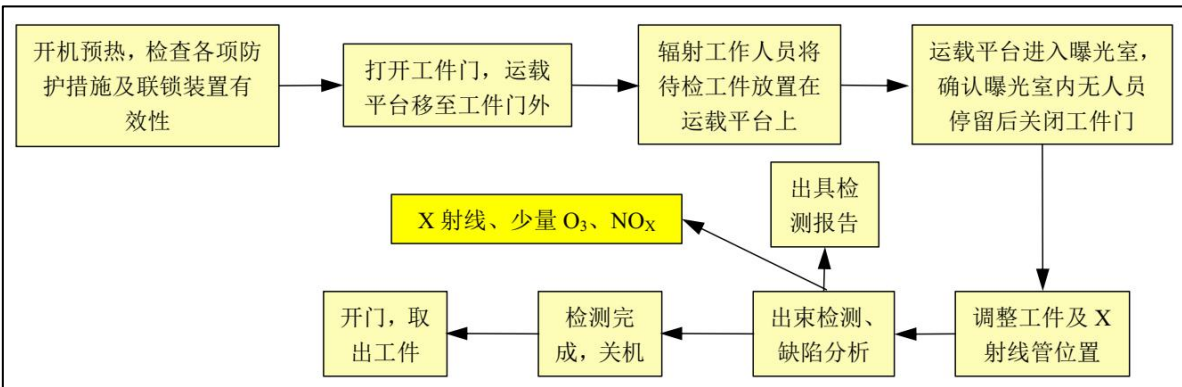 开机预热，检查各项防
护措施及联锁装置有
效性
打开工件门，运载
平台移至工件门外
辐射工作人员将
待检工件放置在
运载平台上
运载平台进入曝光室，
确认曝光室内无人员
停留后关闭工件门
出具检
测报告
X 射线、少量 O₃、NOX
开门，取
出工件
检测完
成，关机
出束检测、
缺陷分析
调整工件及 X
射线管位置